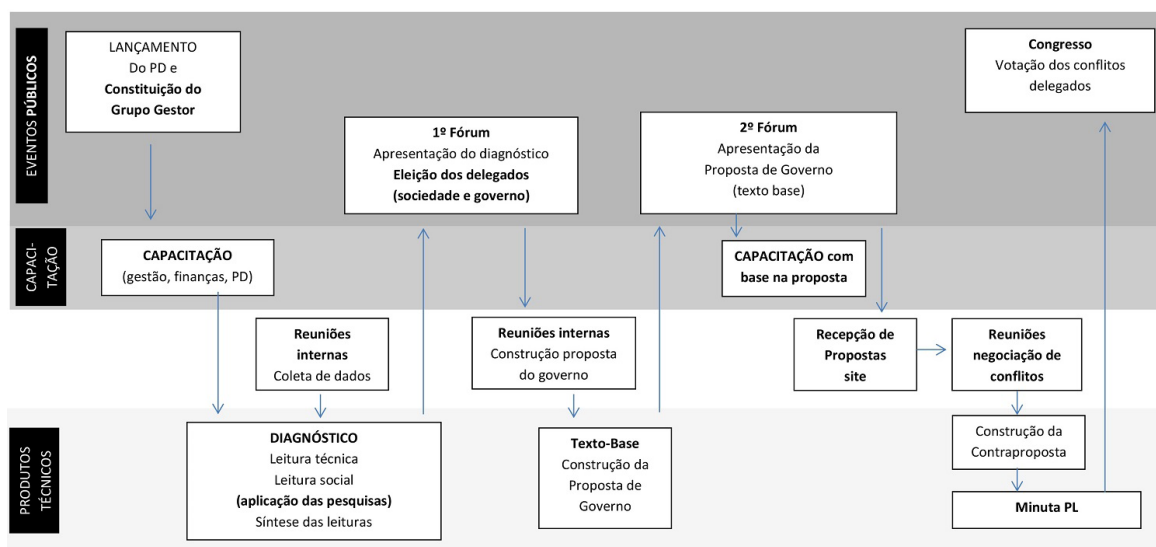 EVENTOS PÚBLICOS
LANÇAMENTO
Do PD e
Constituição do
Grupo Gestor
1º Fórum
Apresentação do diagnóstico
Eleição dos delegados
(sociedade e governo)
2º Fórum
Apresentação da
Proposta de Governo
(texto base)
Congresso
Votação dos conflitos
delegados
CAPACI-
TAÇÃO
CAPACITAÇÃO
(gestão, finanças, PD)
CAPACITAÇÃO com
base na proposta
Reuniões
internas
Coleta de dados
Reuniões internas
Construção proposta
do governo
Recepção de
Propostas
site
Reuniões
negociação de
conflitos
PRODUTOS
TÉCNICOS
DIAGNÓSTICO
Leitura técnica
Leitura social
(aplicação das pesquisas)
Síntese das leituras
Texto-Base
Construção da
Proposta de
Governo
Construção da
Contraproposta
Minuta PL